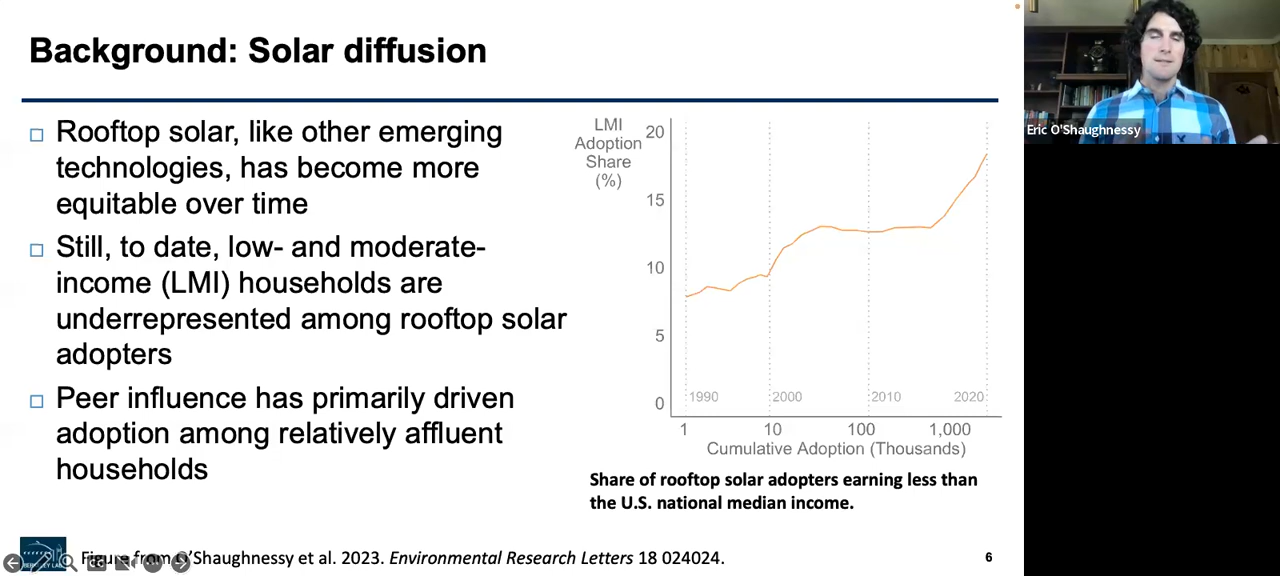 Background: Solar diffusion
Rooftop solar, like other emerging
technologies, has become more
equitable over time
Still, to date, low- and moderate-
income (LMI) households are
underrepresented among rooftop solar
adopters
Peer influence has primarily driven
adoption among relatively affluent
households
LMI
Adoption
Share
(%)
20
15
10
5
0
1990
2000
2010
2020
1
10
100
1,000
Cumulative Adoption (Thousands)
Share of rooftop solar adopters earning less than
the U.S. national median income.
Figure from O'Shaughnessy et al. 2023. Environmental Research Letters 18 024024.
6
Eric O'Shaughnessy